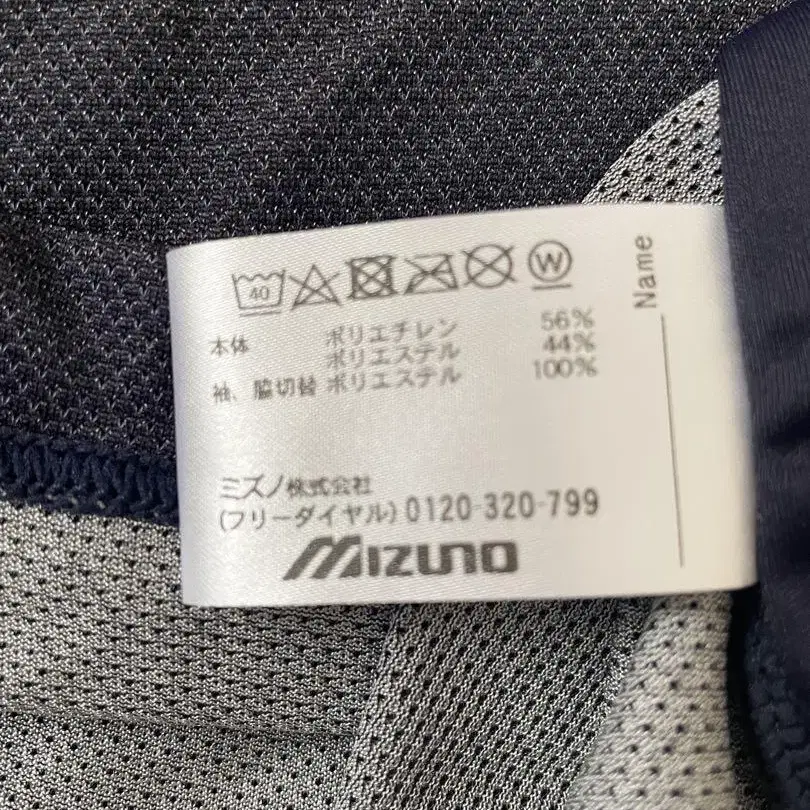 40 W
本体 ポリエチレン 56%
ポリエステル 44%
袖、脇切替 ポリエステル 100%
ミズノ株式会社
(フリーダイヤル) 0120-320-799
MIZUNO
Name